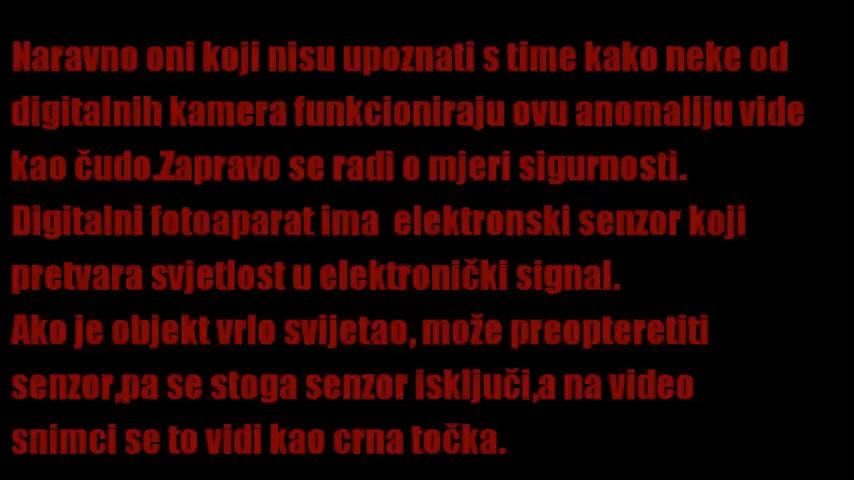 Naravno oni koji nisu upoznati s time kako neke od
digitalnih kamera funkcioniraju ovu anomaliju vide
kao čudo.Zapravo se radi o mjeri sigurnosti.
Digitalni fotoaparat ima elektronski senzor koji
pretvara svjetlost u elektronički signal.
Ako je objekt vrlo svijetao, može preopteretiti
senzor,pa se stoga senzor isključi,a na video
snimci se to vidi kao crna točka.